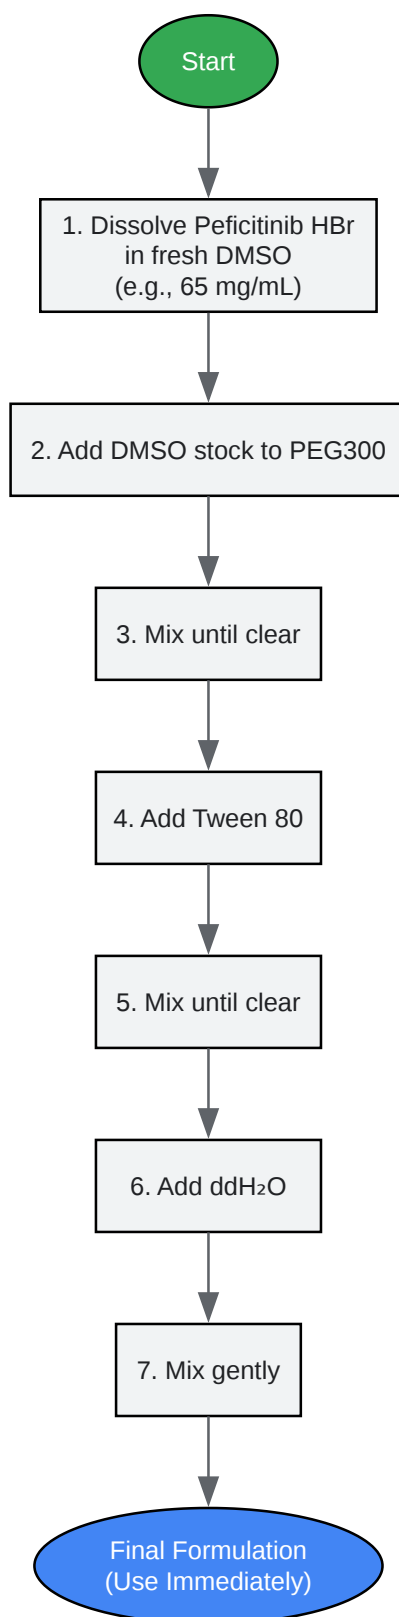 Start
1. Dissolve Peficitinib HBr
in fresh DMSO
(e.g., 65 mg/mL)
2. Add DMSO stock to PEG300
3. Mix until clear
4. Add Tween 80
5. Mix until clear
6. Add ddH₂O
7. Mix gently
Final Formulation
(Use Immediately)